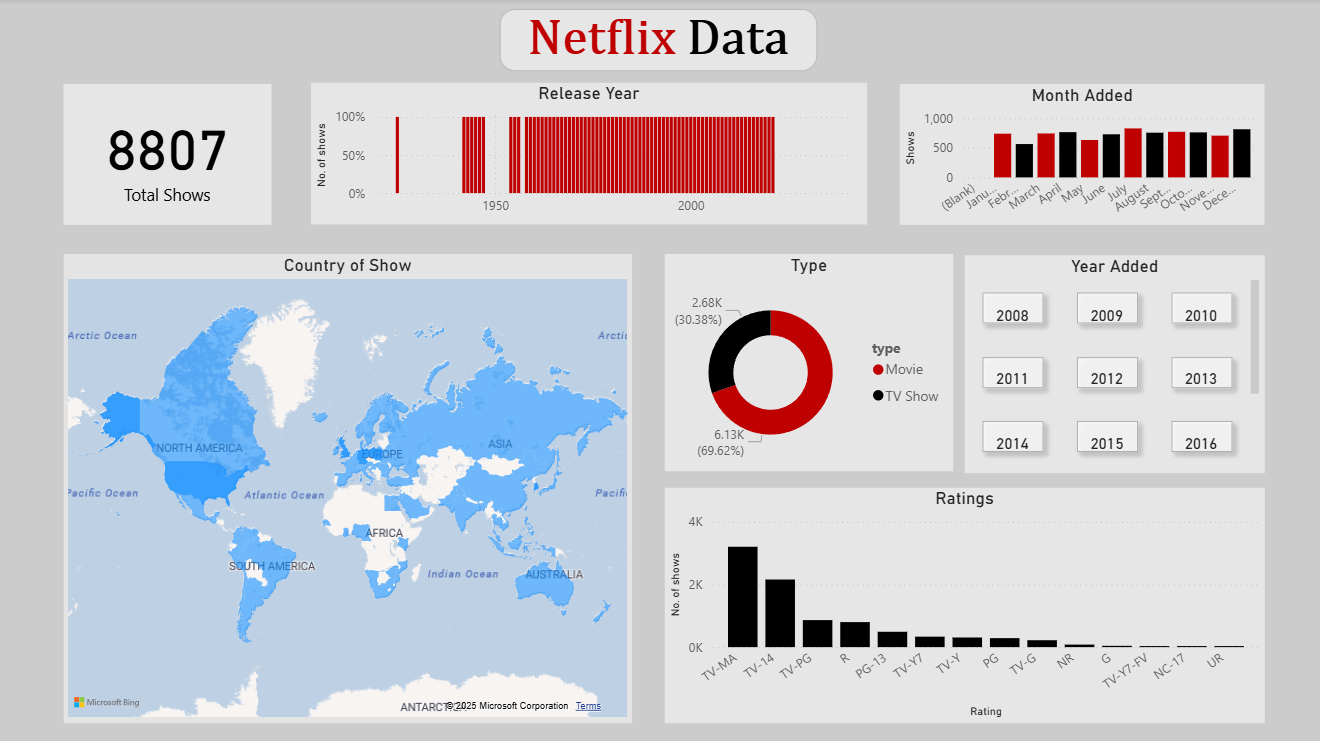 Netflix Data
8807
Total Shows
Release Year
No. of shows
100%
50%
0%
1950
2000
Month Added
Shows
1,000
500
0
(Blank)
Janu...
Febr...
March
April
May
June
July
August
Sept...
Octo...
Nove...
Dece...
Country of Show
Arctic Ocean
Arctic
NORTH AMERICA
ASIA
EUROPE
Pacific Ocean
Atlantic Ocean
Pacifi
AFRICA
SOUTH AMERICA
Indian Ocean
AUSTRALIA
Microsoft Bing
ANTARCTICA
© 2025 Microsoft Corporation
Terms
Type
2.68K
(30.38%)
6.13K
(69.62%)
type
Movie
TV Show
Year Added
2008
2009
2010
2011
2012
2013
2014
2015
2016
Ratings
No. of shows
4K
2K
0K
TV-MA
TV-14
TV-PG
R
PG-13
TV-Y7
TV-Y
PG
TV-G
NR
G
TV-Y7-FV
NC-17
UR
Rating